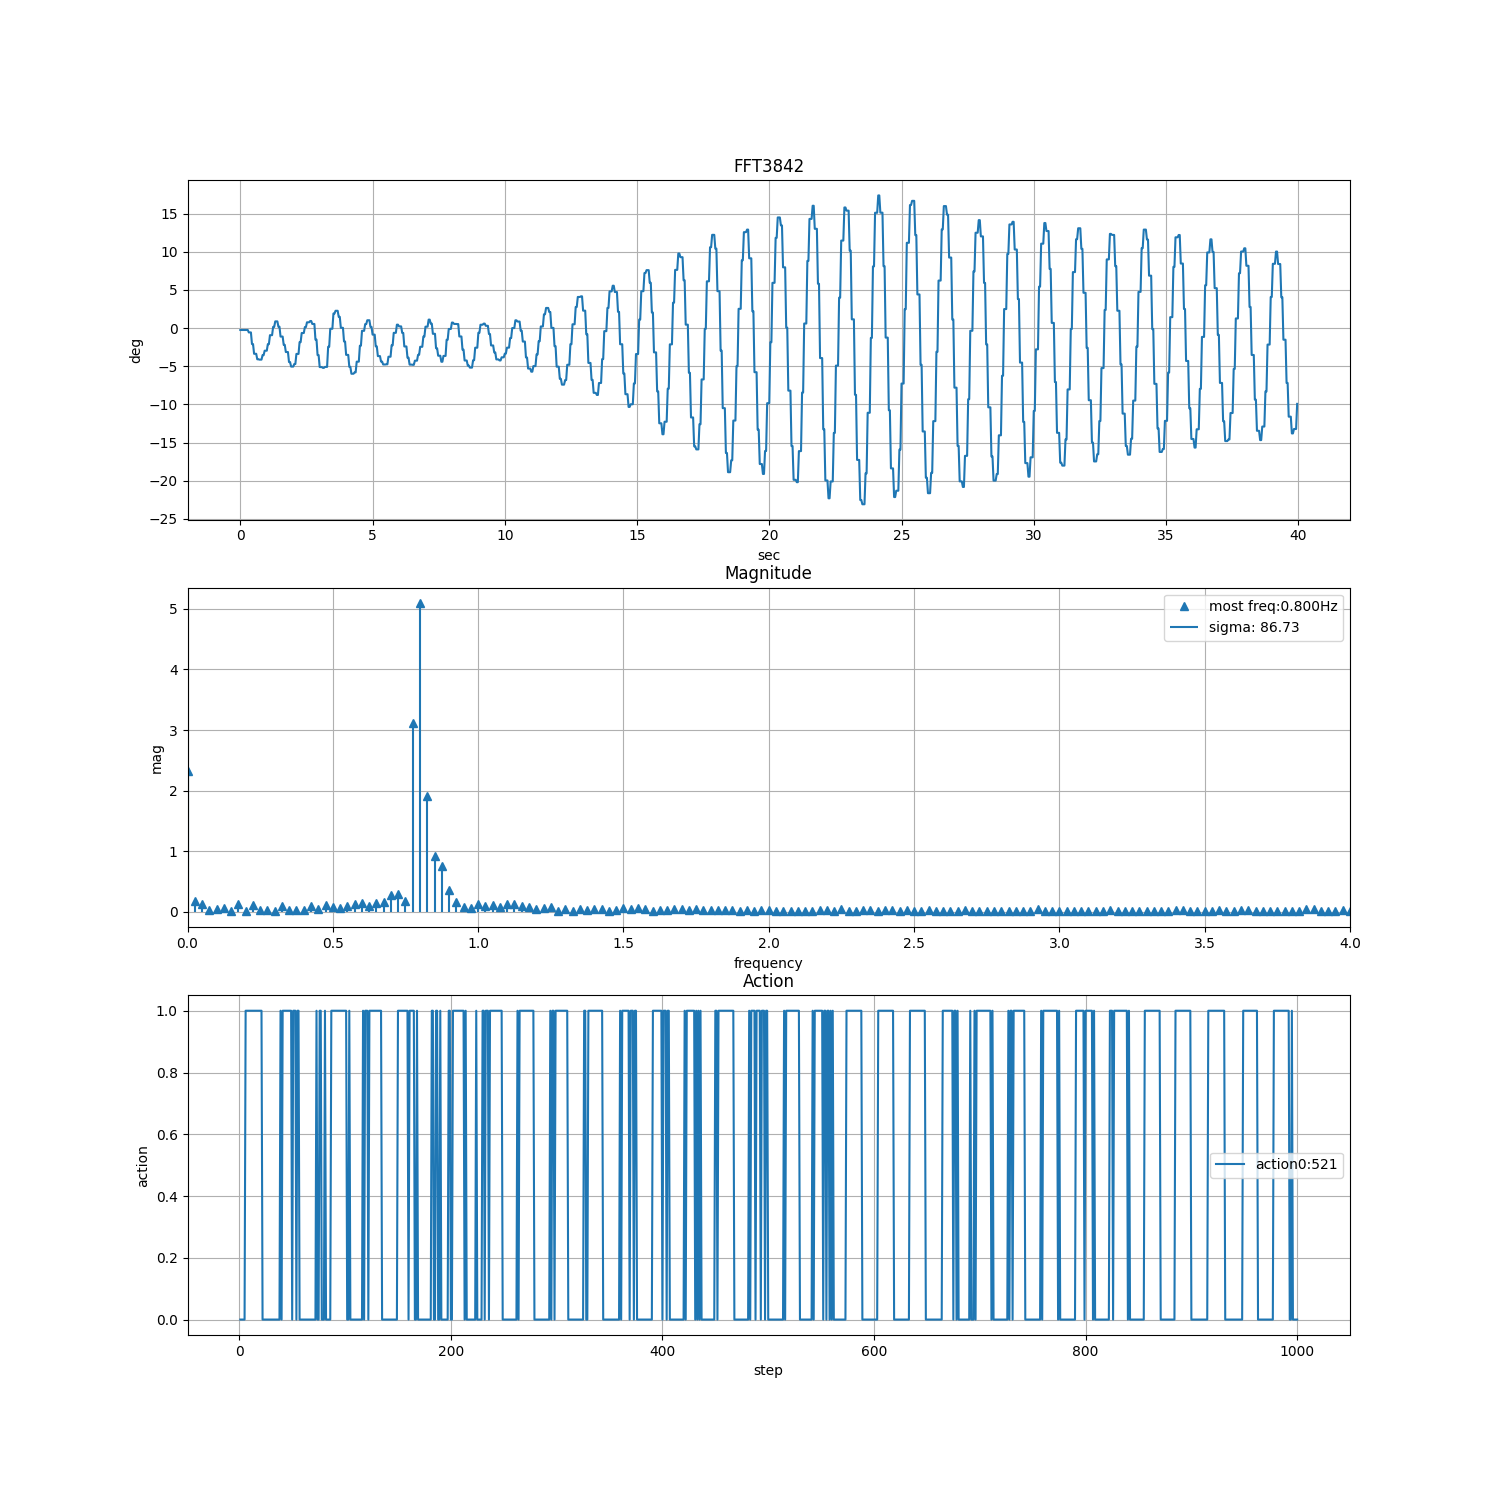 FFT3842
15
10
5
0
−5
−10
−15
−20
−25
deg
0 5 10 15 20 25 30 35 40
sec
Magnitude
5
4
3
2
1
0
mag
most freq:0.800Hz
sigma: 86.73
0.0 0.5 1.0 1.5 2.0 2.5 3.0 3.5 4.0
frequency
Action
1.0
0.8
0.6
0.4
0.2
0.0
action
action0:521
0 200 400 600 800 1000
step